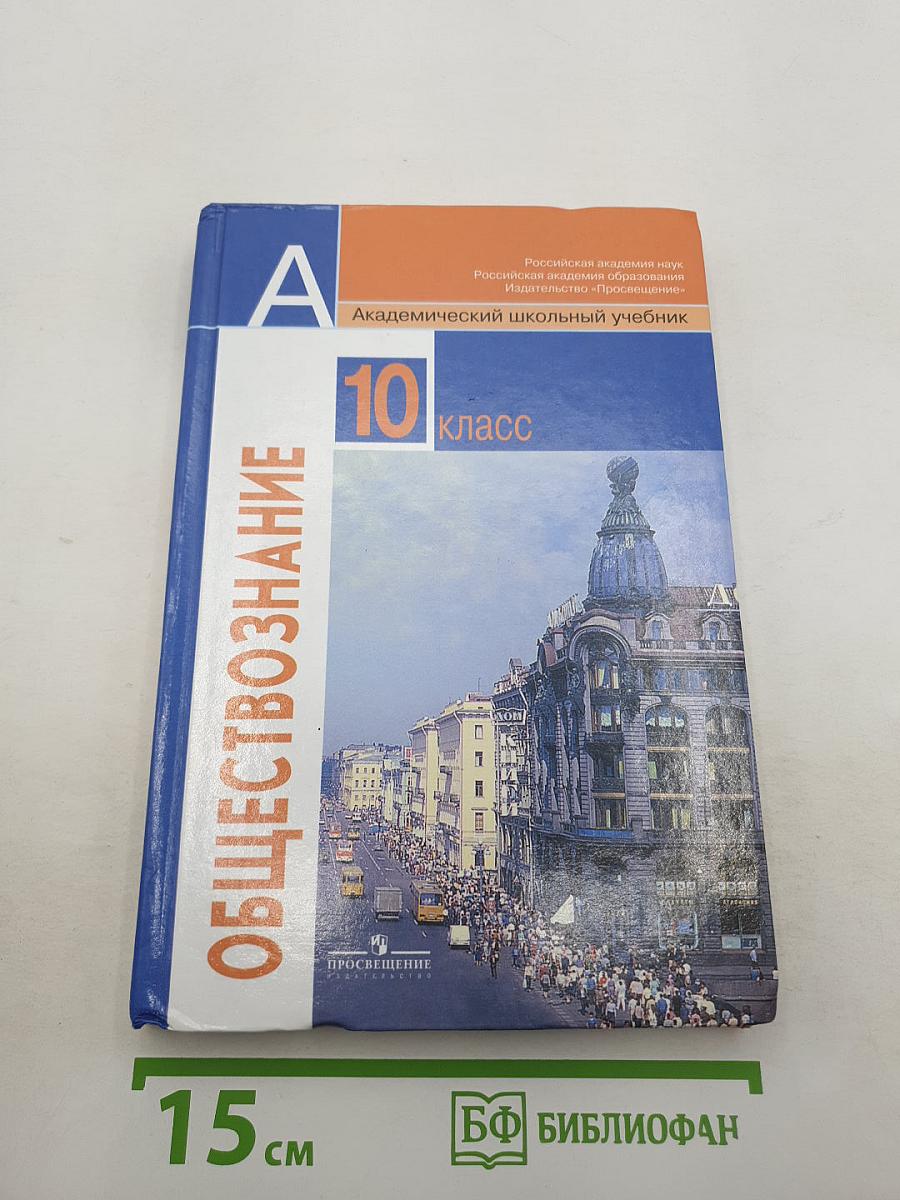 А
Российская академия наук
Российская академия образования
Издательство «Просвещение»
Академический школьный учебник
10
класс
ОБЩЕСТВОЗНАНИЕ
ПРОСВЕЩЕНИЕ
ИЗДАТЕЛЬСТВО
15 см
БФ БИБЛИОФАН